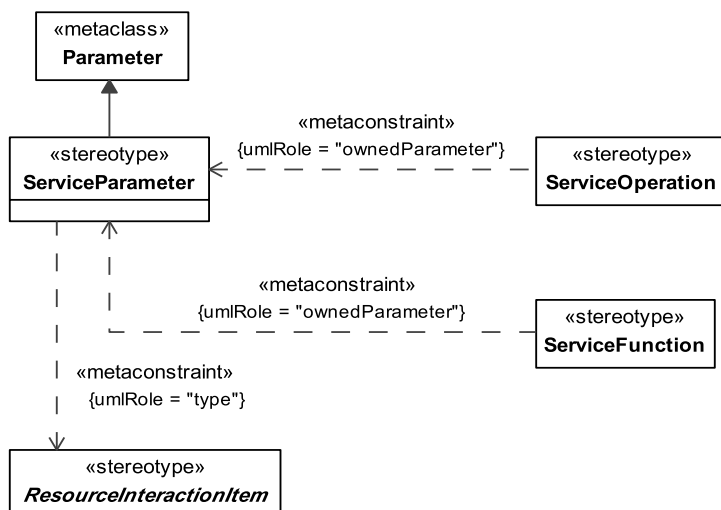 «metaclass»
Parameter
«stereotype»
ServiceParameter
«metaconstraint»
{umlRole = "ownedParameter"}
«stereotype»
ServiceOperation
«metaconstraint»
{umlRole = "ownedParameter"}
«stereotype»
ServiceFunction
«metaconstraint»
{umlRole = "type"}
«stereotype»
ResourceInteractionItem